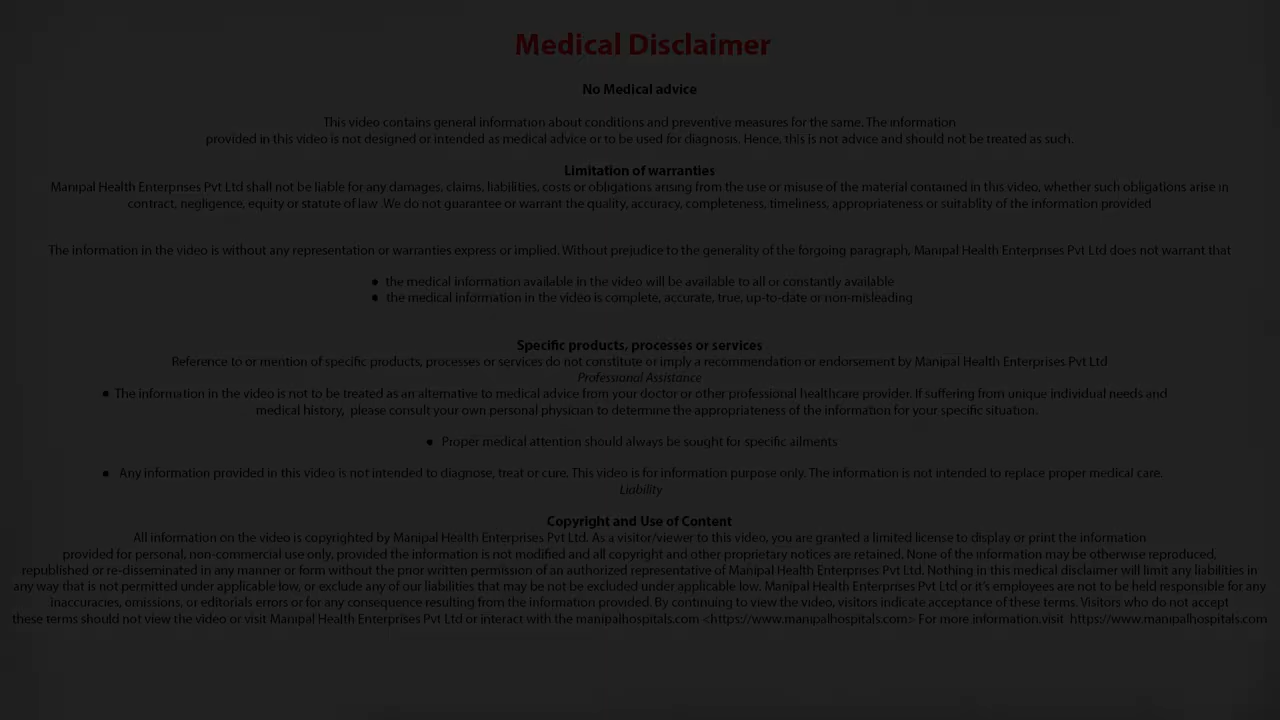 Medical Disclaimer
No Medical advice
This video contains general information about conditions and preventive measures for the same. The information
provided in this video is not designed or intended as medical advice or to be used for diagnosis. Hence, this is not advice and should not be treated as such.
Limitation of warranties
Manipal Health Enterprises Pvt Ltd shall not be liable for any damages, claims, liabilities, costs or obligations arising from the use or misuse of the material contained in this video, whether such obligations arise in
contract, negligence, equity or statute of law .We do not guarantee or warrant the quality, accuracy, completeness, timeliness, appropriateness or suitablity of the information provided
The information in the video is without any representation or warranties express or implied. Without prejudice to the generality of the forgoing paragraph, Manipal Health Enterprises Pvt Ltd does not warrant that
● the medical information available in the video will be available to all or constantly available
● the medical information in the video is complete, accurate, true, up-to-date or non-misleading
Specific products, processes or services
Reference to or mention of specific products, processes or services do not constitute or imply a recommendation or endorsement by Manipal Health Enterprises Pvt Ltd
Professional Assistance
● The information in the video is not to be treated as an alternative to medical advice from your doctor or other professional healthcare provider. If suffering from unique individual needs and
medical history, please consult your own personal physician to determine the appropriateness of the information for your specific situation.
● Proper medical attention should always be sought for specific ailments
● Any information provided in this video is not intended to diagnose, treat or cure. This video is for information purpose only. The information is not intended to replace proper medical care.
Liability
Copyright and Use of Content
All information on the video is copyrighted by Manipal Health Enterprises Pvt Ltd. As a visitor/viewer to this video, you are granted a limited license to display or print the information
provided for personal, non-commercial use only, provided the information is not modified and all copyright and other proprietary notices are retained. None of the information may be otherwise reproduced,
republished or re-disseminated in any manner or form without the prior written permission of an authorized representative of Manipal Health Enterprises Pvt Ltd. Nothing in this medical disclaimer will limit any liabilities in
any way that is not permitted under applicable low, or exclude any of our liabilities that may be not be excluded under applicable low. Manipal Health Enterprises Pvt Ltd or it's employees are not to be held responsible for any
inaccuracies, omissions, or editorials errors or for any consequence resulting from the information provided. By continuing to view the video, visitors indicate acceptance of these terms. Visitors who do not accept
these terms should not view the video or visit Manipal Health Enterprises Pvt Ltd or interact with the manipalhospitals.com <https://www.manipalhospitals.com> For more information.visit https://www.manipalhospitals.com